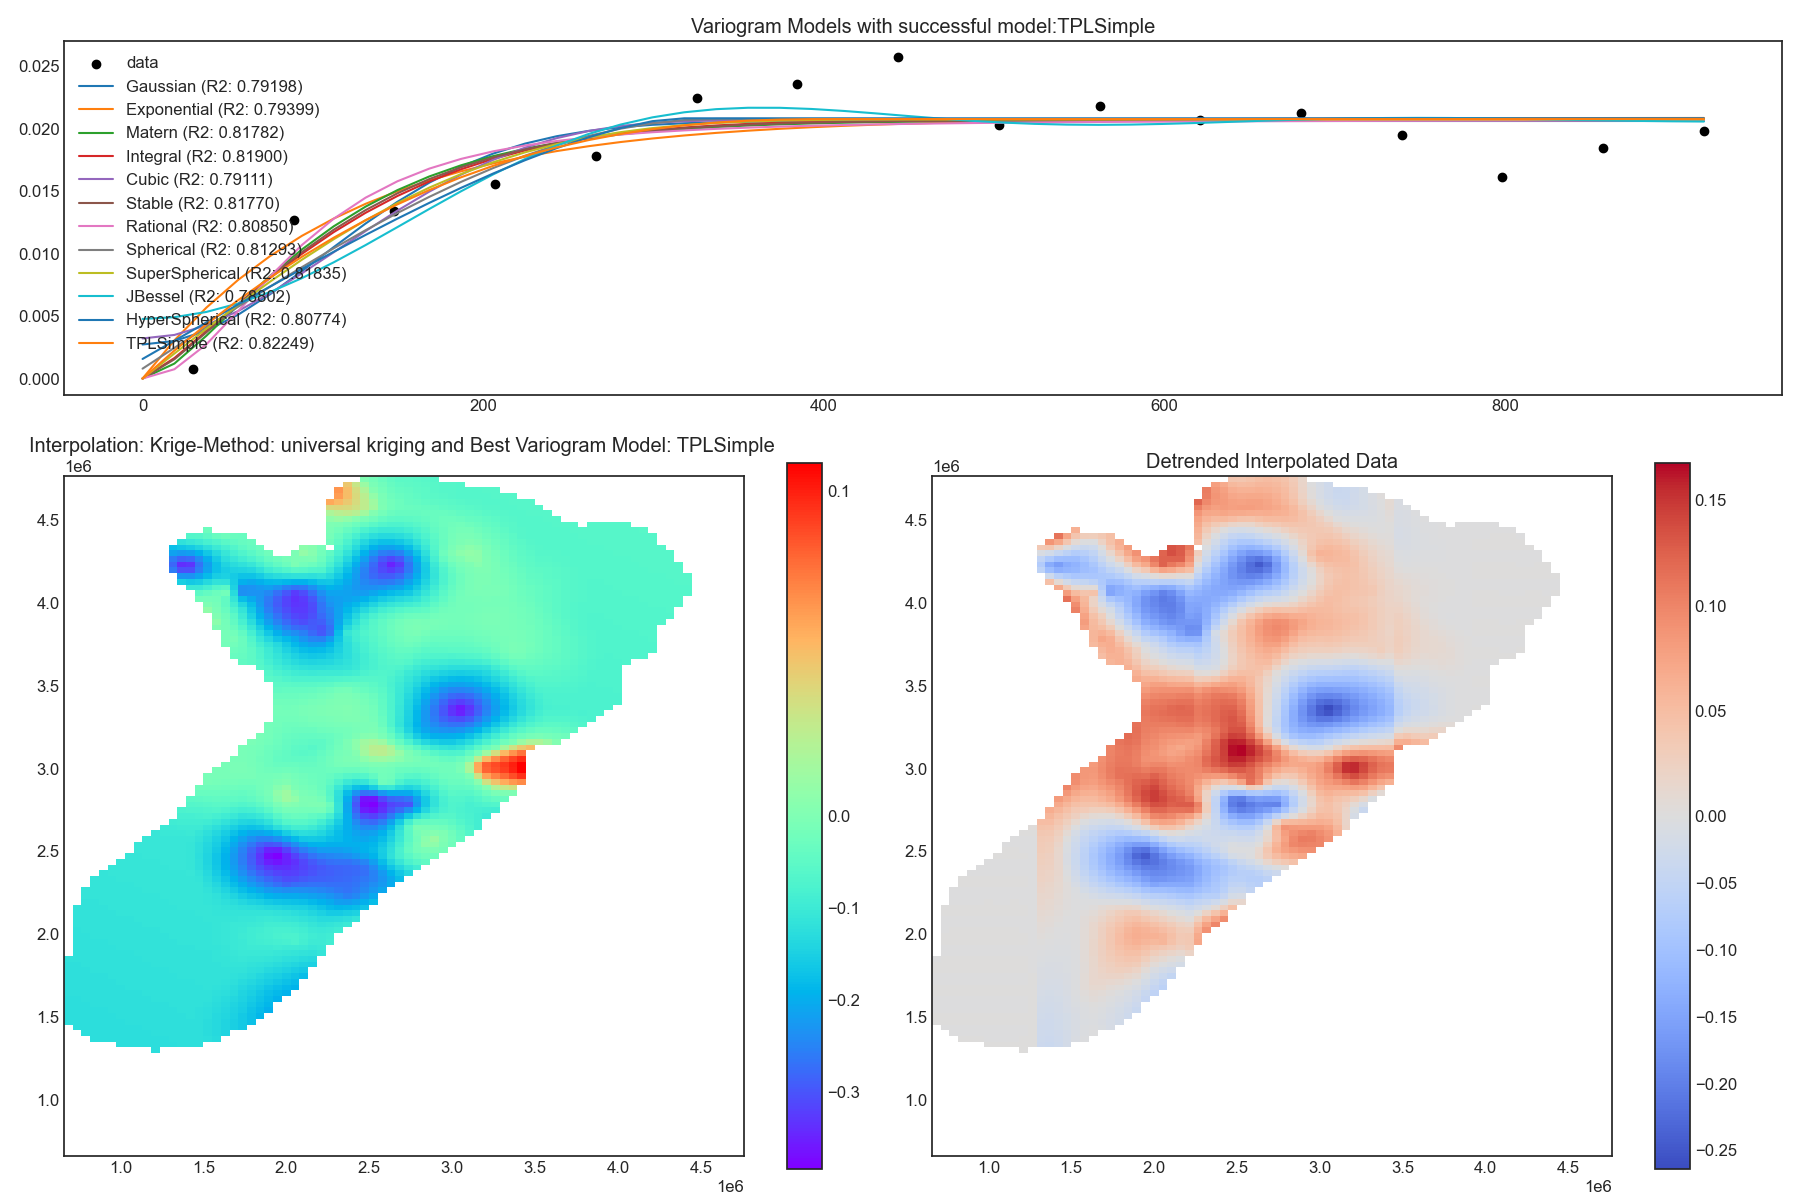 Variogram Models with successful model:TPLSimple
0.025
0.020
0.015
0.010
0.005
0.000
data
Gaussian (R2: 0.79198)
Exponential (R2: 0.79399)
Matern (R2: 0.81782)
Integral (R2: 0.81900)
Cubic (R2: 0.79111)
Stable (R2: 0.81770)
Rational (R2: 0.80850)
Spherical (R2: 0.81293)
SuperSpherical (R2: 0.81835)
JBessel (R2: 0.78802)
HyperSpherical (R2: 0.80774)
TPLSimple (R2: 0.82249)
0 200 400 600 800
Interpolation: Krige-Method: universal kriging and Best Variogram Model: TPLSimple
1e6
4.5
4.0
3.5
3.0
2.5
2.0
1.5
1.0
1.0 1.5 2.0 2.5 3.0 3.5 4.0 4.5
1e6
0.1
0.0
−0.1
−0.2
−0.3
Detrended Interpolated Data
1e6
4.5
4.0
3.5
3.0
2.5
2.0
1.5
1.0
1.0 1.5 2.0 2.5 3.0 3.5 4.0 4.5
1e6
0.15
0.10
0.05
0.00
−0.05
−0.10
−0.15
−0.20
−0.25